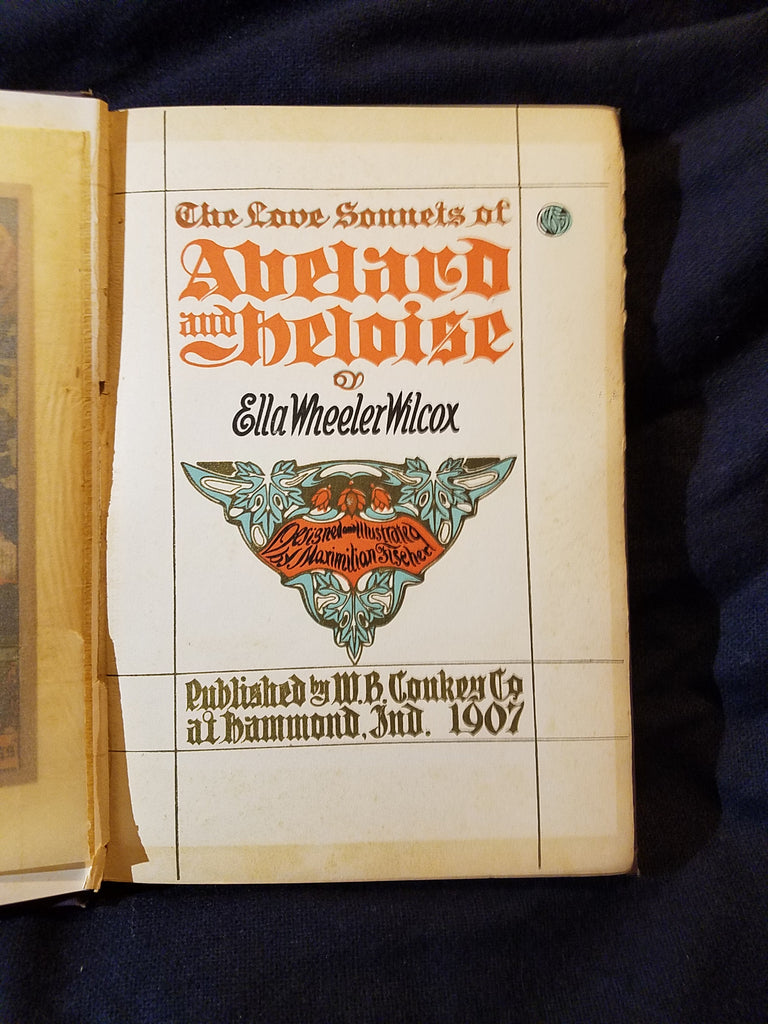 The Love Sonnets of
Abelard
and Heloise
by
Ella Wheeler Wilcox
Designed and Illustrated
by Maximilian Fischer
Published by W. B. Conkey Co
at Hammond, Ind. 1907